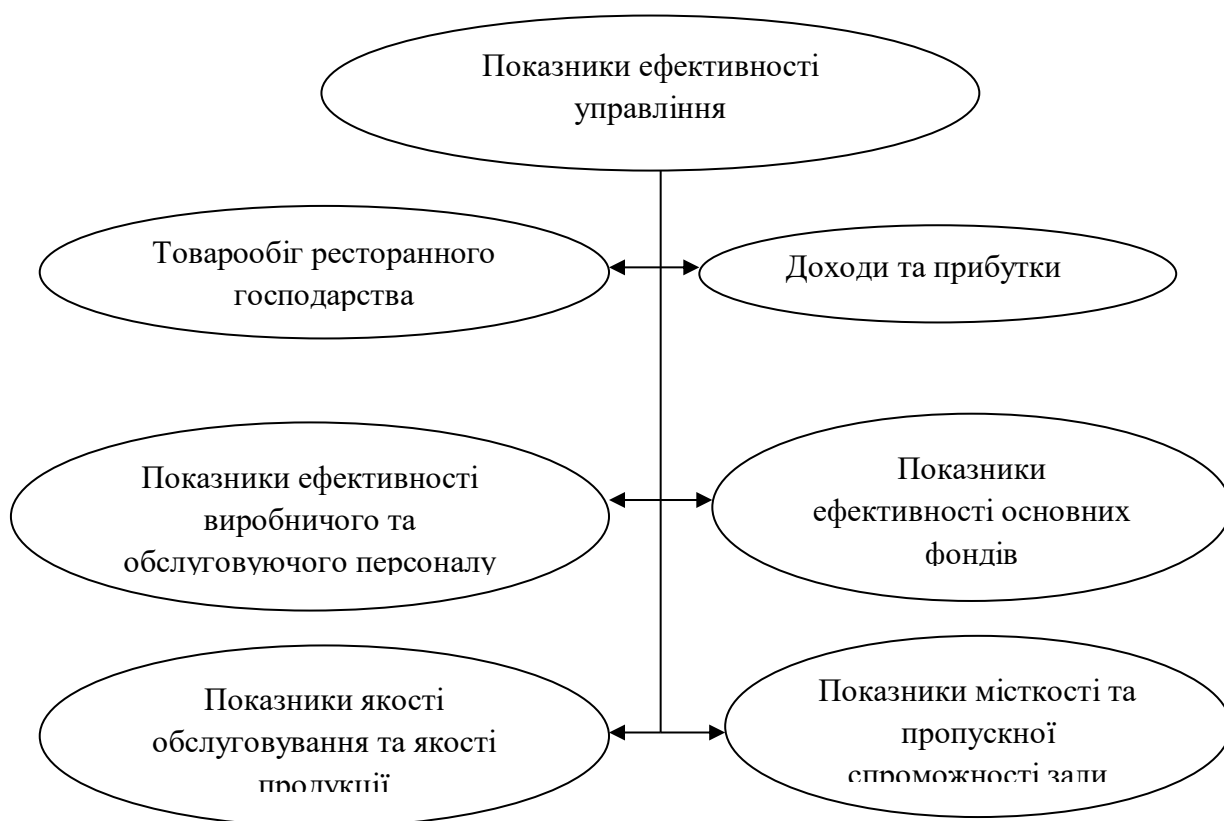 Показники ефективності
управління
Товарообіг ресторанного
господарства
Доходи та прибутки
Показники ефективності
виробничого та
обслуговуючого персоналу
Показники
ефективності основних
фондів
Показники якості
обслуговування та якості
продукції
Показники місткості та
пропускної
спроможності зали